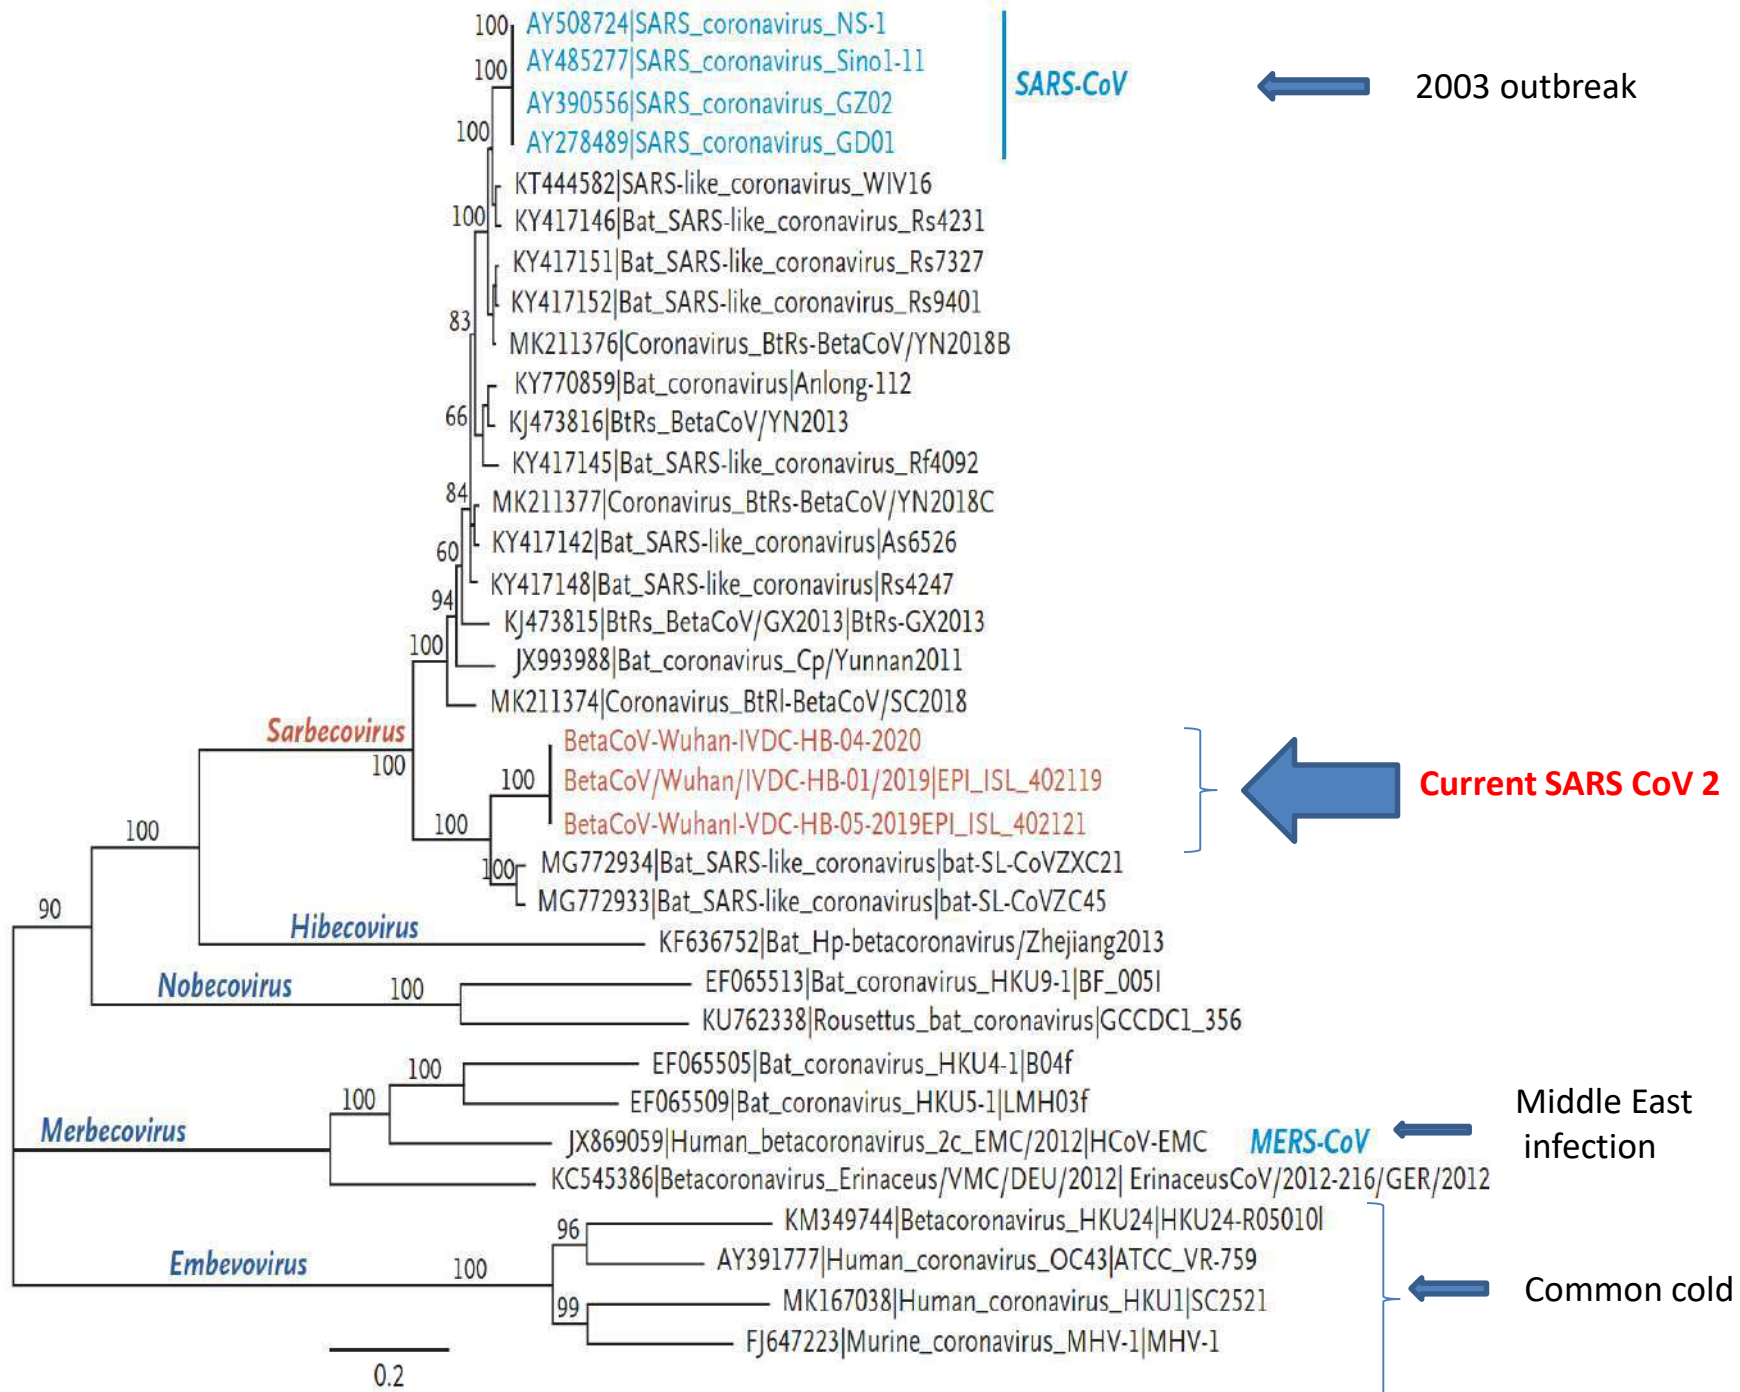 100 AY508724|SARS_coronavirus_NS-1
100 AY485277|SARS_coronavirus_Sino1-11
SARS-CoV
2003 outbreak
AY390556|SARS_coronavirus_GZ02
100 AY278489|SARS_coronavirus_GD01
KT444582|SARS-like_coronavirus_WIV16
100 KY417146|Bat_SARS-like_coronavirus_Rs4231
KY417151|Bat_SARS-like_coronavirus_Rs7327
KY417152|Bat_SARS-like_coronavirus_Rs9401
83
MK211376|Coronavirus_BtRs-BetaCoV/YN2018B
KY770859|Bat_coronavirus|Anlong-112
66 KJ473816|BtRs_BetaCoV/YN2013
KY417145|Bat_SARS-like_coronavirus_Rf4092
84 MK211377|Coronavirus_BtRs-BetaCoV/YN2018C
60 KY417142|Bat_SARS-like_coronavirus|As6526
KY417148|Bat_SARS-like_coronavirus|Rs4247
94
KJ473815|BtRs_BetaCoV/GX2013|BtRs-GX2013
100 JX993988|Bat_coronavirus_Cp/Yunnan2011
MK211374|Coronavirus_BtRl-BetaCoV/SC2018
Sarbecovirus
BetaCoV-Wuhan-IVDC-HB-04-2020
100
100 BetaCoV/Wuhan/IVDC-HB-01/2019|EPI_ISL_402119
Current SARS CoV 2
100
100 BetaCoV-WuhanI-VDC-HB-05-2019EPI_ISL_402121
100 MG772934|Bat_SARS-like_coronavirus|bat-SL-CoVZXC21
MG772933|Bat_SARS-like_coronavirus|bat-SL-CoVZC45
90
Hibecovirus
KF636752|Bat_Hp-betacoronavirus/Zhejiang2013
Nobecovirus 100
EF065513|Bat_coronavirus_HKU9-1|BF_005I
KU762338|Rousettus_bat_coronavirus|GCCDC1_356
100 EF065505|Bat_coronavirus_HKU4-1|B04f
100 EF065509|Bat_coronavirus_HKU5-1|LMH03f
Middle East
infection
Merbecovirus
JX869059|Human_betacoronavirus_2c_EMC/2012|HCoV-EMC MERS-CoV
KC545386|Betacoronavirus_Erinaceus/VMC/DEU/2012| ErinaceusCoV/2012-216/GER/2012
96 KM349744|Betacoronavirus_HKU24|HKU24-R05010I
Embevovirus 100
AY391777|Human_coronavirus_OC43|ATCC_VR-759
Common cold
99 MK167038|Human_coronavirus_HKU1|SC2521
FJ647223|Murine_coronavirus_MHV-1|MHV-1
0.2